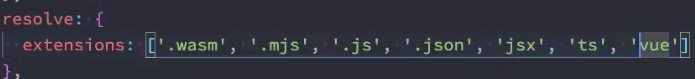 resolve: {
extensions: ['.wasm', '.mjs', '.js', '.json', 'jsx', 'ts', 'vue']
},